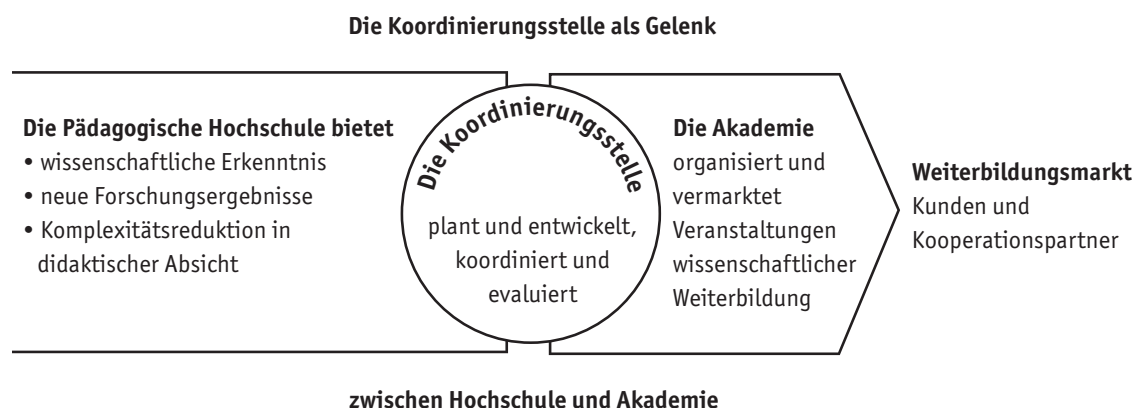 Die Koordinierungsstelle als Gelenk
Die Pädagogische Hochschule bietet
• wissenschaftliche Erkenntnis
• neue Forschungsergebnisse
• Komplexitätsreduktion in
didaktischer Absicht
Die Koordinierungsstelle
plant und entwickelt,
koordiniert und
evaluiert
Die Akademie
organisiert und
vermarktet
Veranstaltungen
wissenschaftlicher
Weiterbildung
Weiterbildungsmarkt
Kunden und
Kooperationspartner
zwischen Hochschule und Akademie